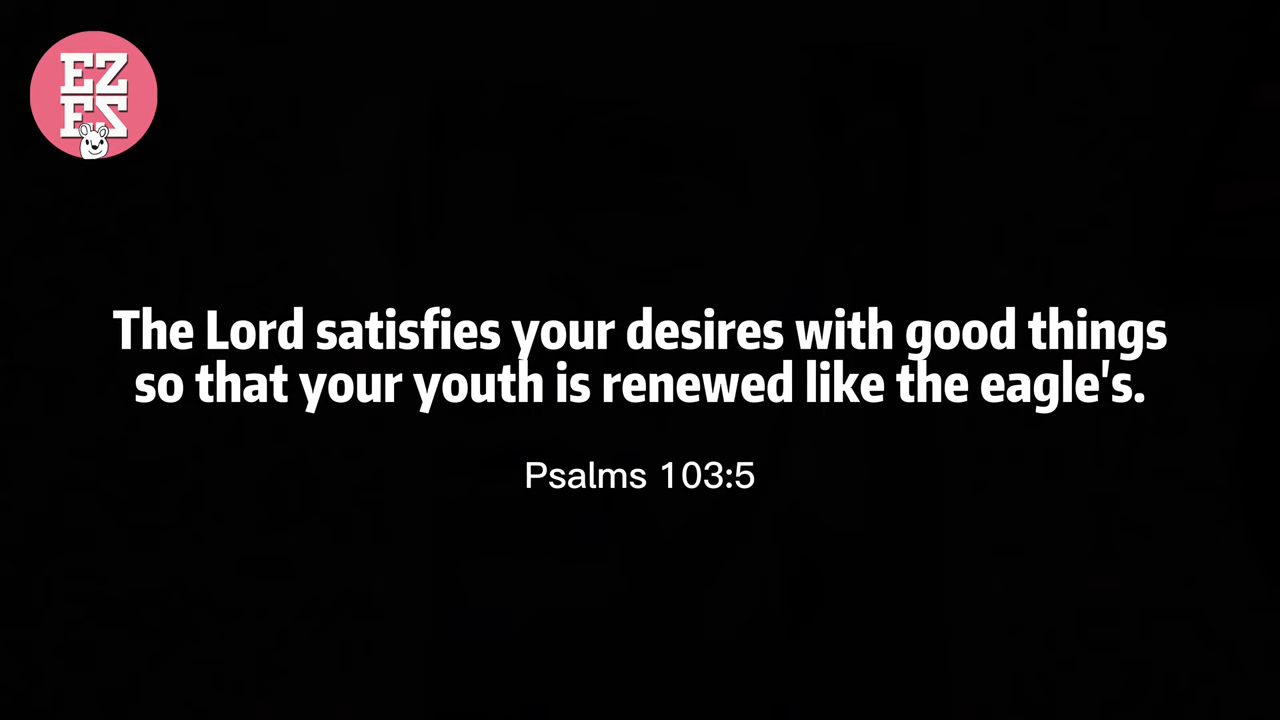 EZ
ES
The Lord satisfies your desires with good things
so that your youth is renewed like the eagle's.
Psalms 103:5